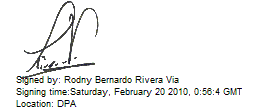 Signed by: Rodny Bernardo Rivera Via
Signing time:Saturday, February 20 2010, 0:56:4 GMT
Location: DPA